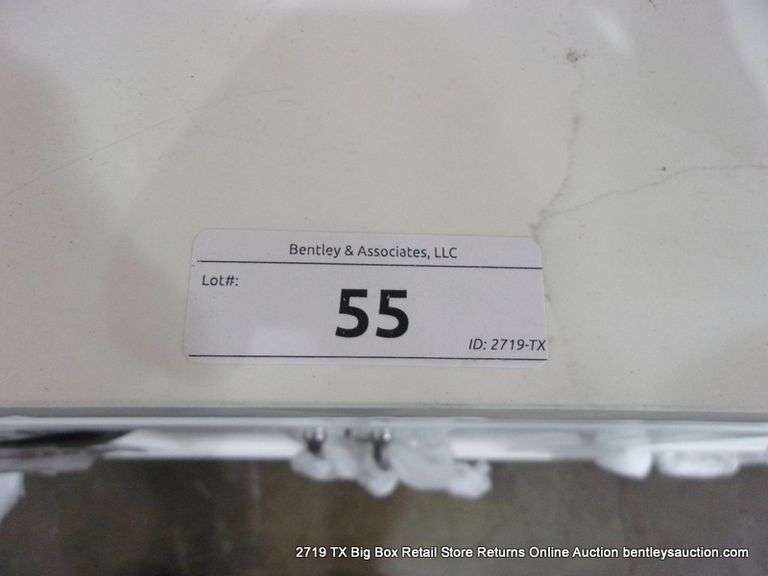 Bentley & Associates, LLC
Lot#:
55
ID: 2719-TX
2719 TX Big Box Retail Store Returns Online Auction bentleysauction.com